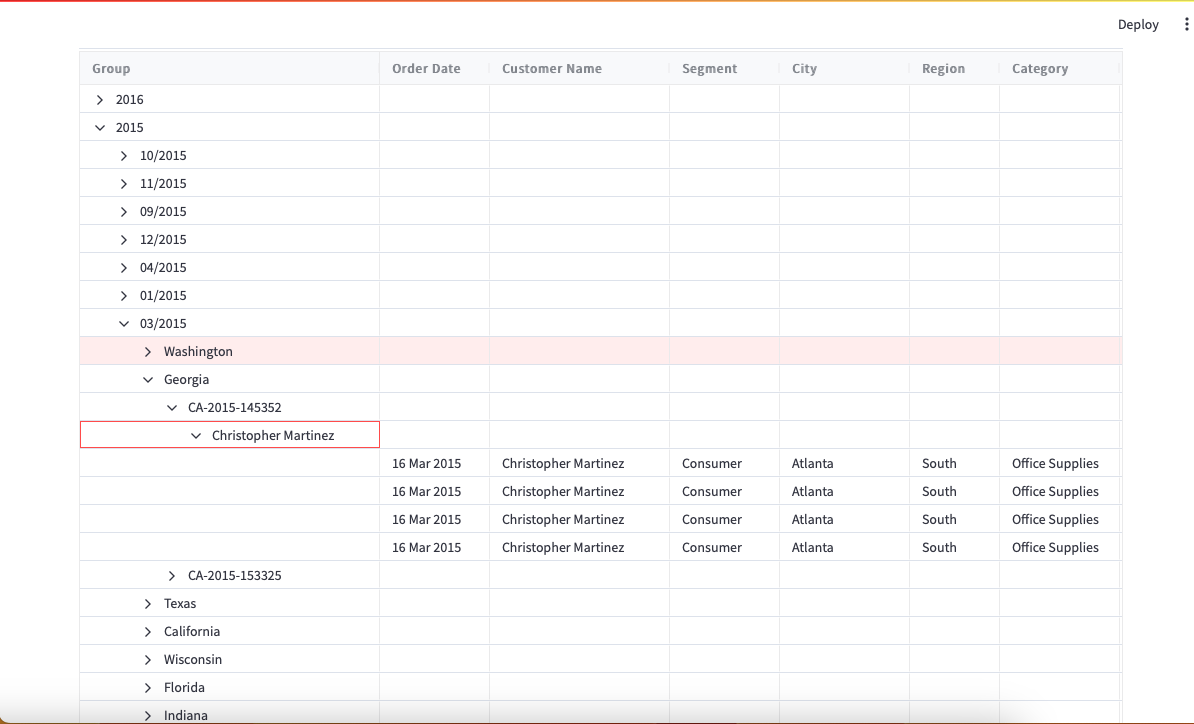 Deploy
Group Order Date Customer Name Segment City Region Category
2016
2015
10/2015
11/2015
09/2015
12/2015
04/2015
01/2015
03/2015
Washington
Georgia
CA-2015-145352
Christopher Martinez
16 Mar 2015 Christopher Martinez Consumer Atlanta South Office Supplies
16 Mar 2015 Christopher Martinez Consumer Atlanta South Office Supplies
16 Mar 2015 Christopher Martinez Consumer Atlanta South Office Supplies
16 Mar 2015 Christopher Martinez Consumer Atlanta South Office Supplies
CA-2015-153325
Texas
California
Wisconsin
Florida
Indiana